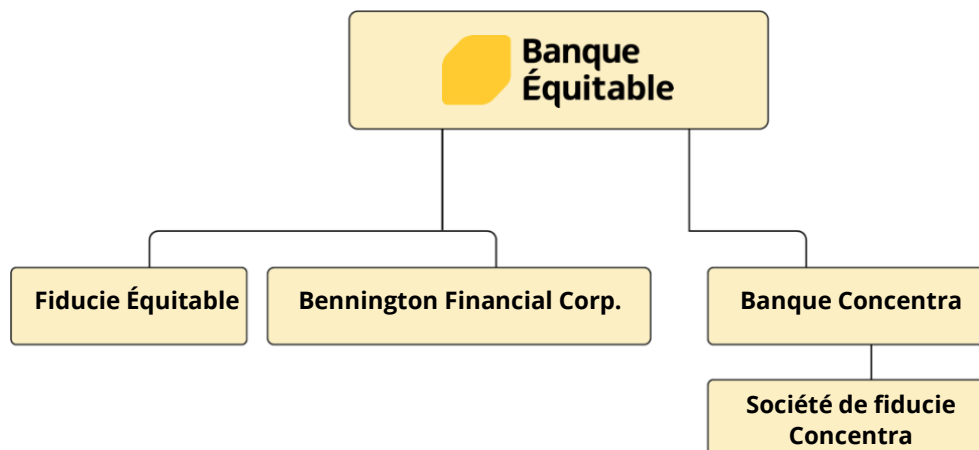 Banque
Équitable
Fiducie Équitable
Bennington Financial Corp.
Banque Concentra
Société de fiducie
Concentra